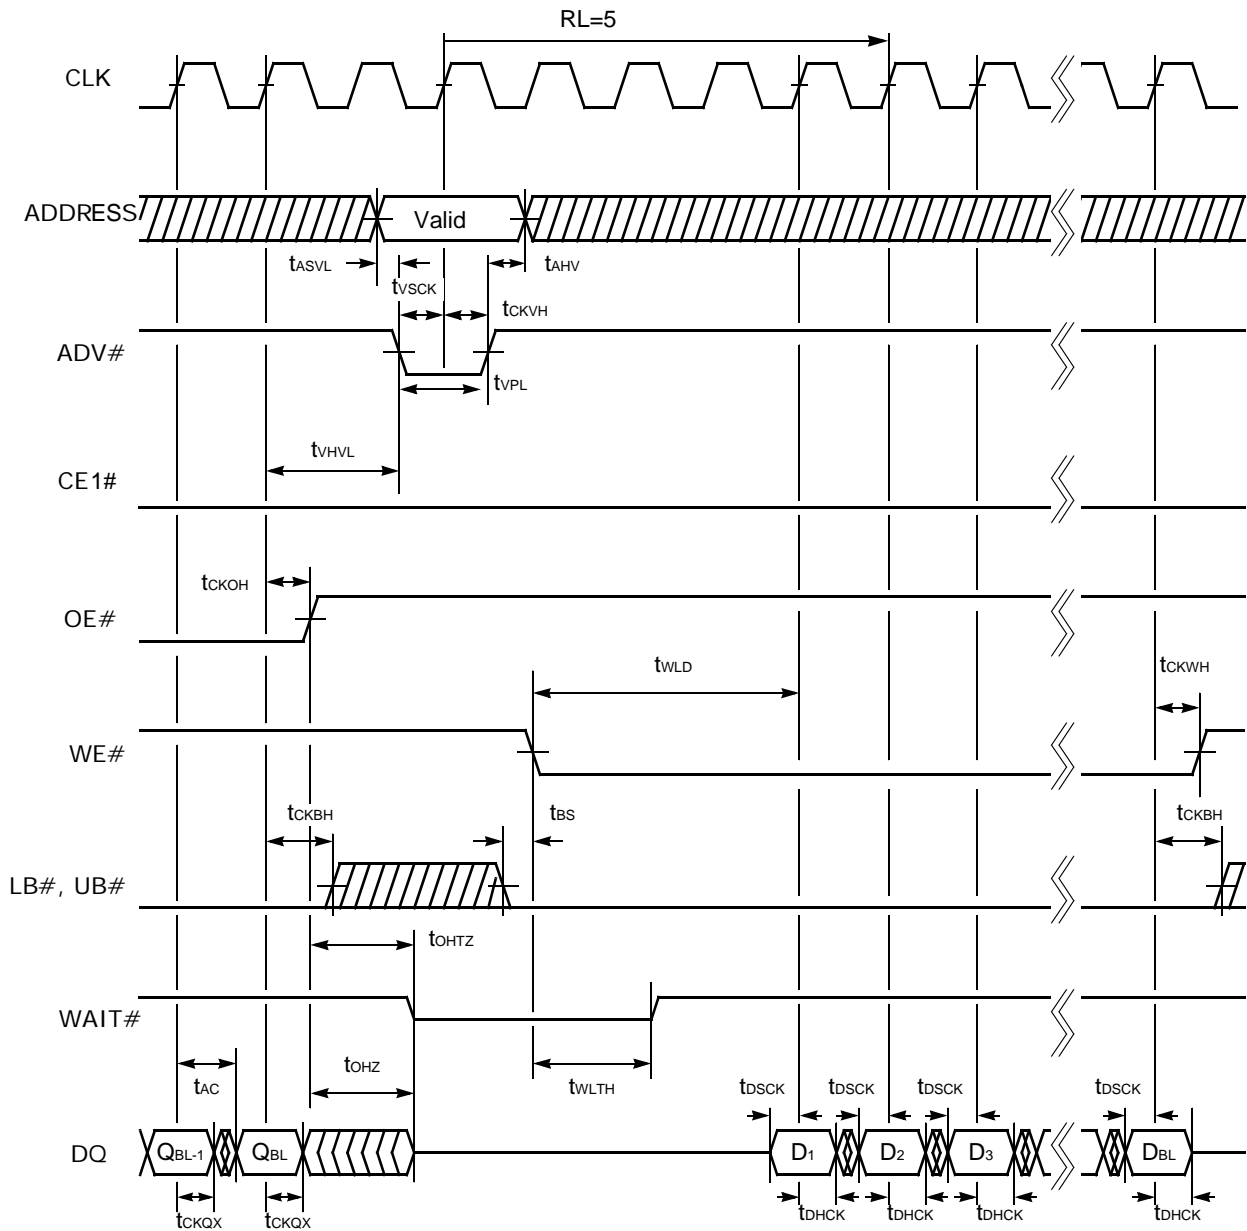 RL=5
CLK
ADDRESS
Valid
tASVL
tVSCK
tAHV
tCKVH
ADV#
tVPL
tVHVL
CE1#
tCKOH
OE#
tWLD
tCKWH
WE#
tCKBH
tBS
tCKBH
LB#, UB#
tOHTZ
WAIT#
tAC
tOHZ
tWLTH
tDSCK tDSCK tDSCK tDSCK
DQ
QBL-1 QBL D1 D2 D3 DBL
tCKQX tCKQX tDHCK tDHCK tDHCK tDHCK